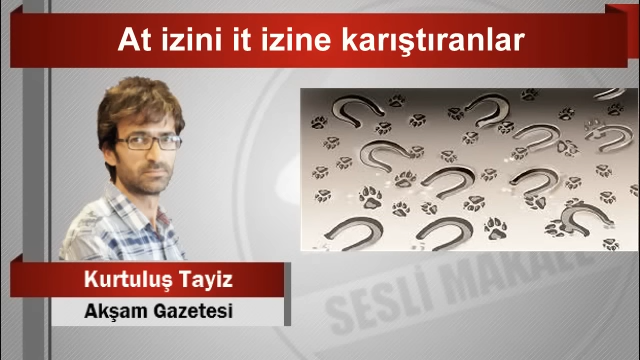 At izini it izine karıştıranlar
Kurtuluş Tayiz
Akşam Gazetesi
SESLİ MAKALE